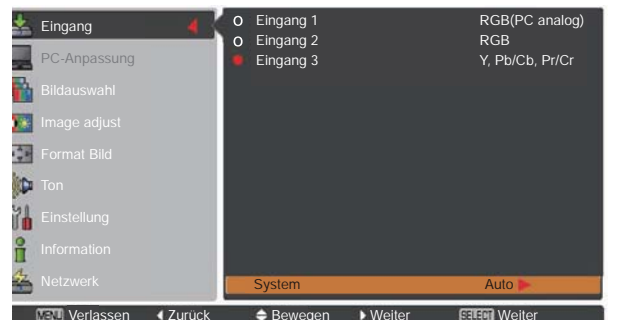 Eingang
PC-Anpassung
Bildauswahl
Image adjust
Format Bild
Ton
Einstellung
Information
Netzwerk
Eingang 1 RGB(PC analog)
Eingang 2 RGB
Eingang 3 Y, Pb/Cb, Pr/Cr
System Auto
MENU Verlassen Zurück Bewegen Weiter SELECT Weiter